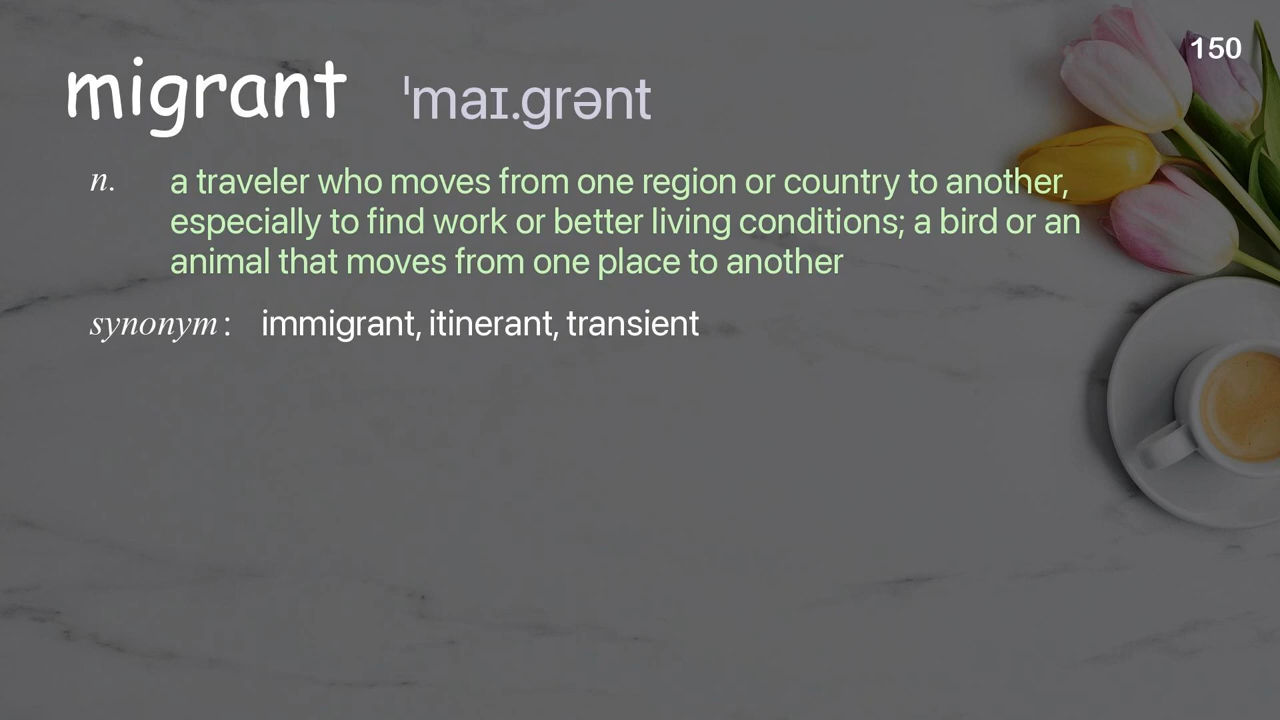 150
migrant ˈmaɪ.grənt
n. a traveler who moves from one region or country to another,
especially to find work or better living conditions; a bird or an
animal that moves from one place to another
synonym: immigrant, itinerant, transient